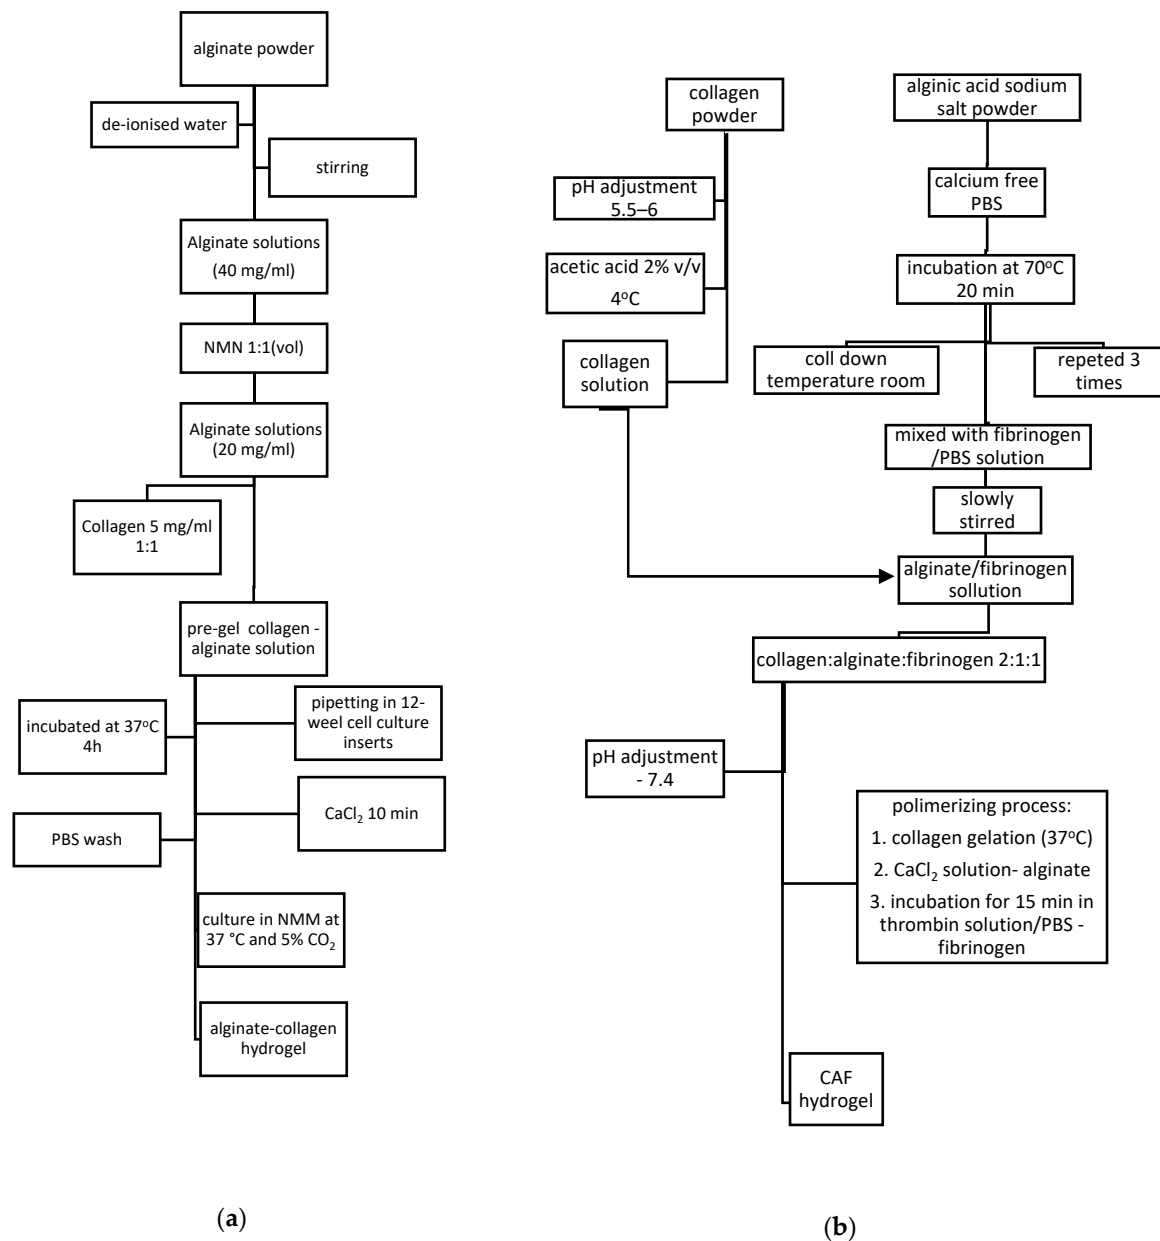 alginate powder
de-ionised water
stirring
Alginate solutions
(40 mg/ml)
NMN 1:1(vol)
Alginate solutions
(20 mg/ml)
Collagen 5 mg/ml
1:1
pre-gel collagen -
alginate solution
incubated at 37°C
4h
pipetting in 12-
weel cell culture
inserts
CaCl₂ 10 min
PBS wash
culture in NMM at
37 °C and 5% CO₂
alginate-collagen
hydrogel
(a)
collagen
powder
pH adjustment
5.5–6
acetic acid 2% v/v
4°C
collagen
solution
alginic acid sodium
salt powder
calcium free
PBS
incubation at 70°C
20 min
coll down
temperature room
repeted 3
times
mixed with fibrinogen
/PBS solution
slowly
stirred
alginate/fibrinogen
sollution
collagen:alginate:fibrinogen 2:1:1
pH adjustment
- 7.4
polimerizing process:
1. collagen gelation (37°C)
2. CaCl₂ solution- alginate
3. incubation for 15 min in
thrombin solution/PBS -
fibrinogen
CAF
hydrogel
(b)